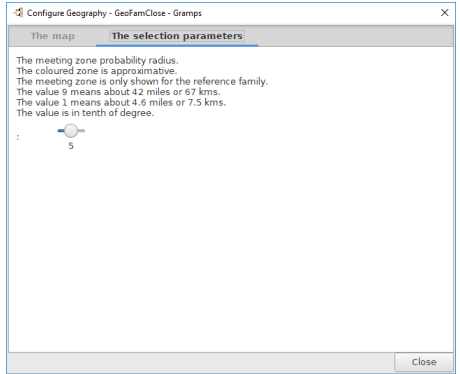 Configure Geography - GeoFamClose - Gramps
The map
The selection parameters
The meeting zone probability radius.
The coloured zone is approximative.
The meeting zone is only shown for the reference family.
The value 9 means about 42 miles or 67 kms.
The value 1 means about 4.6 miles or 7.5 kms.
The value is in tenth of degree.
:
5
Close